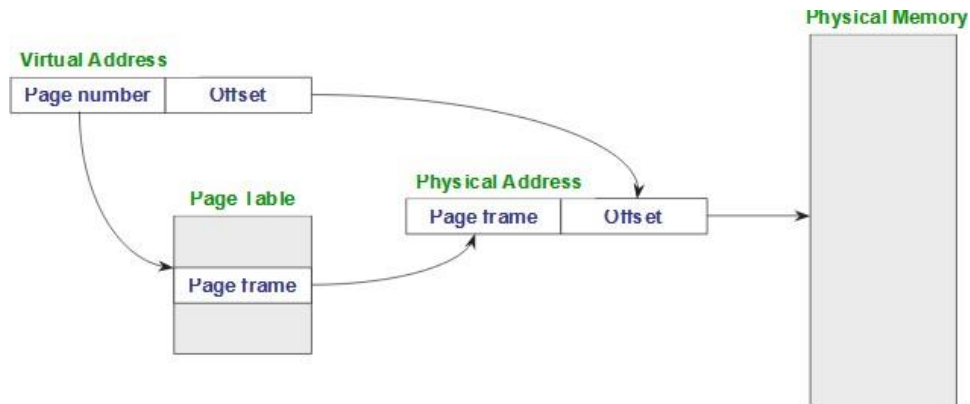 Physical Memory
Virtual Address
Page number
Offset
Physical Address
Page Table
Page frame
Offset
Page frame